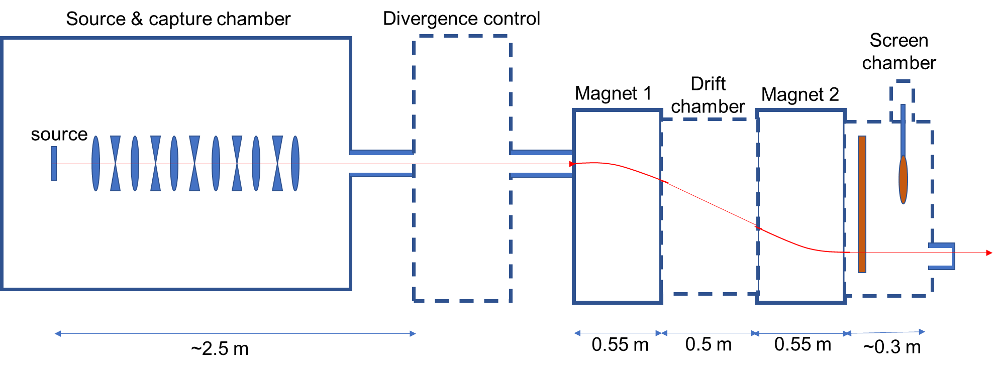 Source & capture chamber
Divergence control
Screen
chamber
Drift
chamber
Magnet 1
Magnet 2
source
~2.5 m
0.55 m
0.5 m
0.55 m
~0.3 m